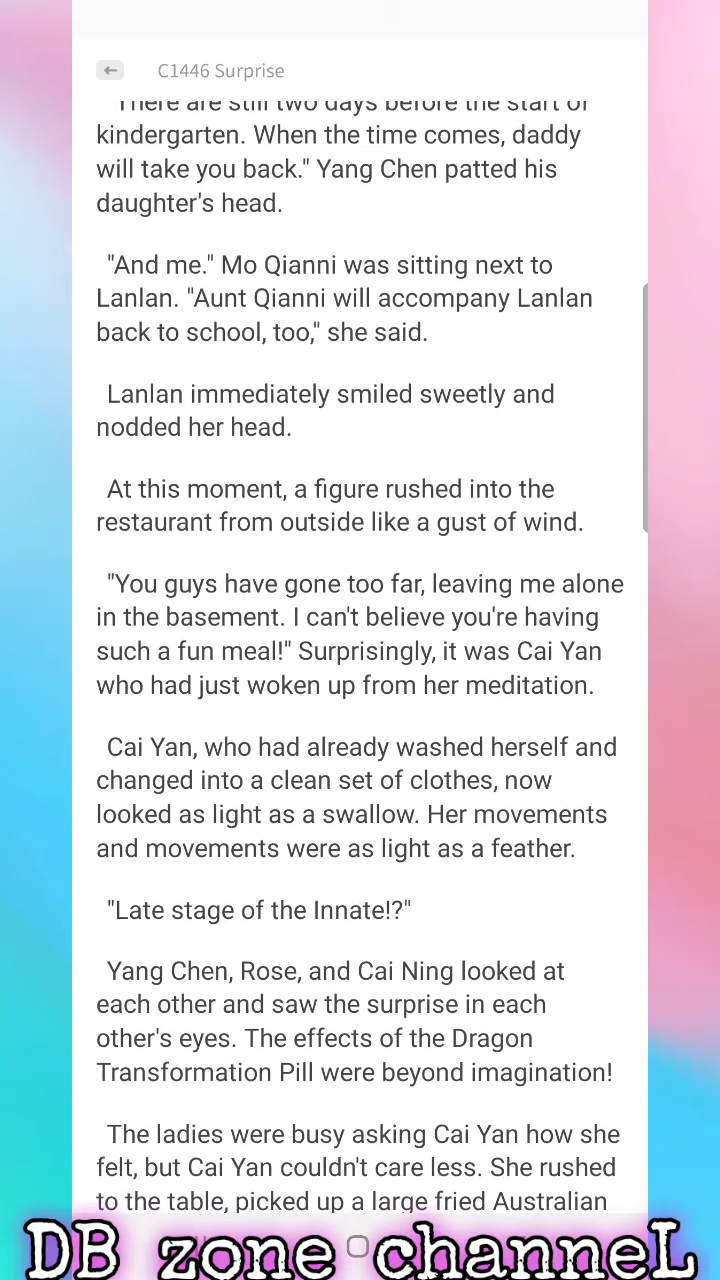 C1446 Surprise
"There are still two days before the start of
kindergarten. When the time comes, daddy
will take you back." Yang Chen patted his
daughter's head.
"And me." Mo Qianni was sitting next to
Lanlan. "Aunt Qianni will accompany Lanlan
back to school, too," she said.
Lanlan immediately smiled sweetly and
nodded her head.
At this moment, a figure rushed into the
restaurant from outside like a gust of wind.
"You guys have gone too far, leaving me alone
in the basement. I can't believe you're having
such a fun meal!" Surprisingly, it was Cai Yan
who had just woken up from her meditation.
Cai Yan, who had already washed herself and
changed into a clean set of clothes, now
looked as light as a swallow. Her movements
and movements were as light as a feather.
"Late stage of the Innate!?"
Yang Chen, Rose, and Cai Ning looked at
each other and saw the surprise in each
other's eyes. The effects of the Dragon
Transformation Pill were beyond imagination!
The ladies were busy asking Cai Yan how she
felt, but Cai Yan couldn't care less. She rushed
to the table, picked up a large fried Australian
DB zone channeL